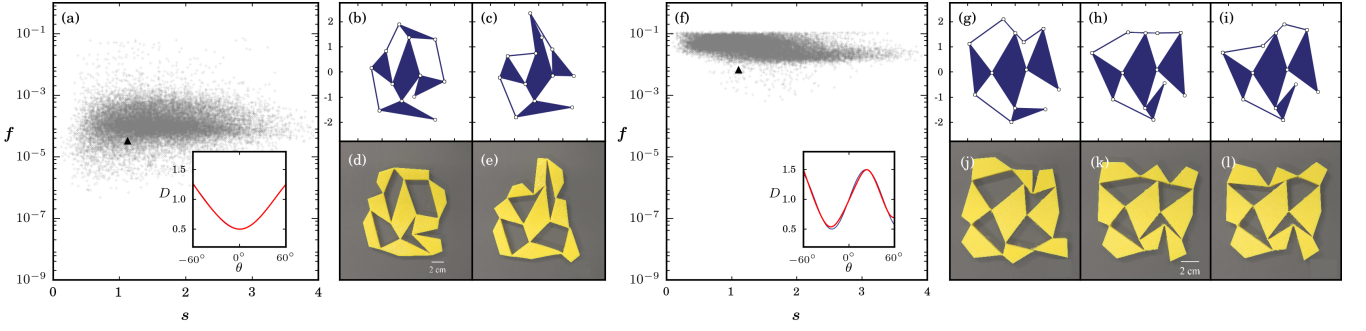 (a)
10⁻¹
10⁻³
10⁻⁵
10⁻⁷
10⁻⁹
f
0 1 2 3 4
s
D
1.5
1.0
0.5
−60° 0° 60°
θ
(b)
2
1
0
-1
-2
(c)
(d)
2 cm
(e)
(f)
10⁻¹
10⁻³
10⁻⁵
10⁻⁷
10⁻⁹
f
0 1 2 3 4
s
D
1.5
1.0
0.5
−60° 0° 60°
θ
(g)
2
1
0
-1
-2
(h)
(i)
(j)
(k)
2 cm
(l)